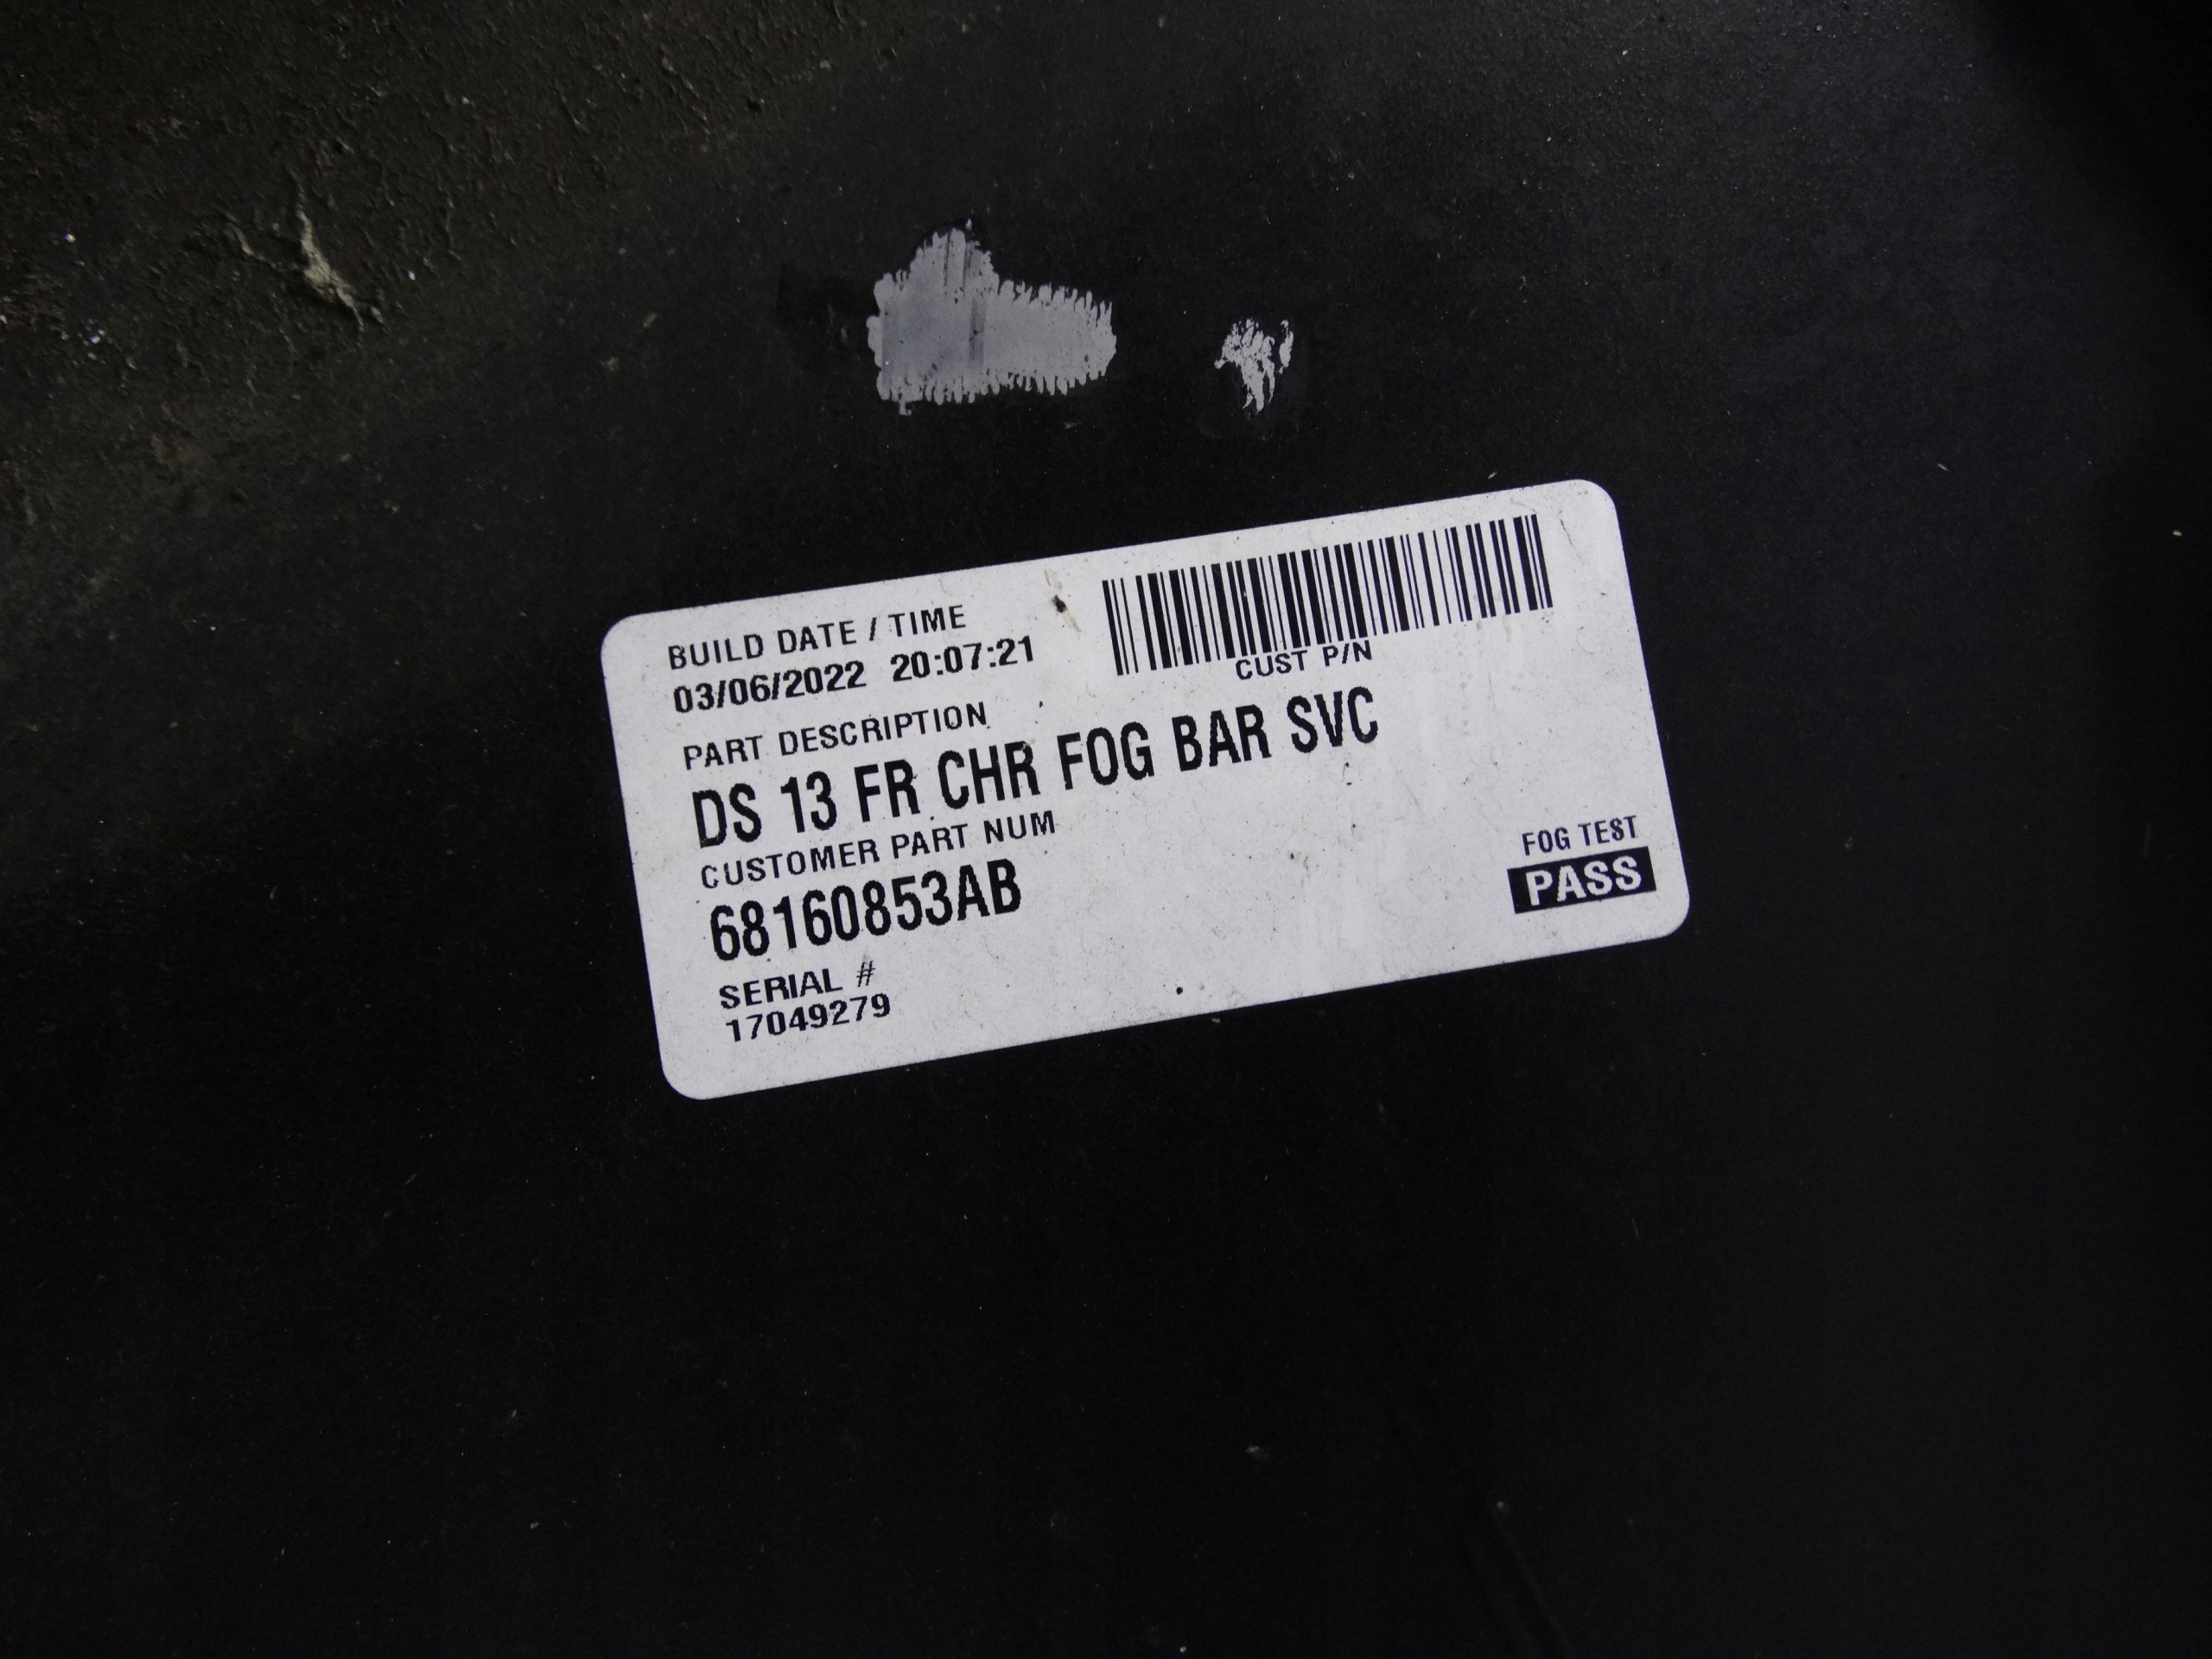 BUILD DATE / TIME
03/06/2022 20:07:21
CUST P/N
PART DESCRIPTION
DS 13 FR CHR FOG BAR SVC
CUSTOMER PART NUM
68160853AB
FOG TEST
PASS
SERIAL #
17049279